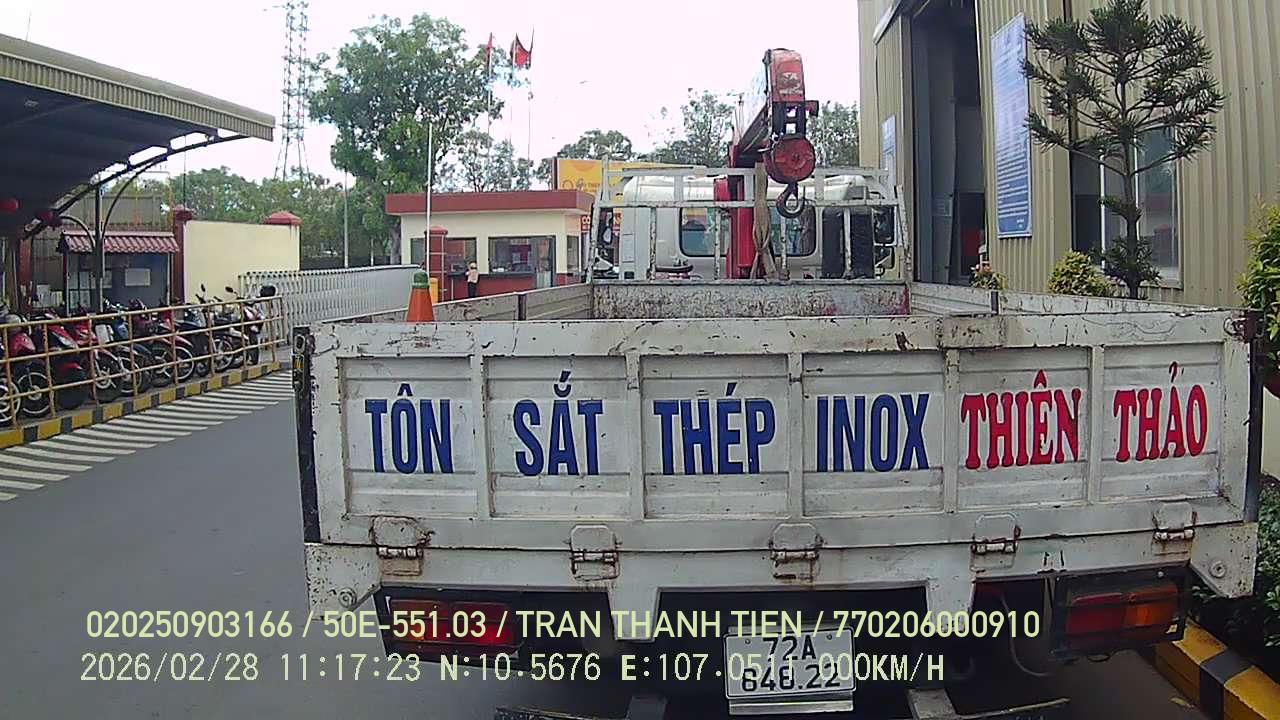 TÔN SẮT THÉP INOX THIÊN THẢO
020250903166 / 50E-551.03 / TRAN THANH TIEN / 770206000910
72A
2026/02/28 11:17:23 N:10.5676 E:107.0511 000KM/H
646.22